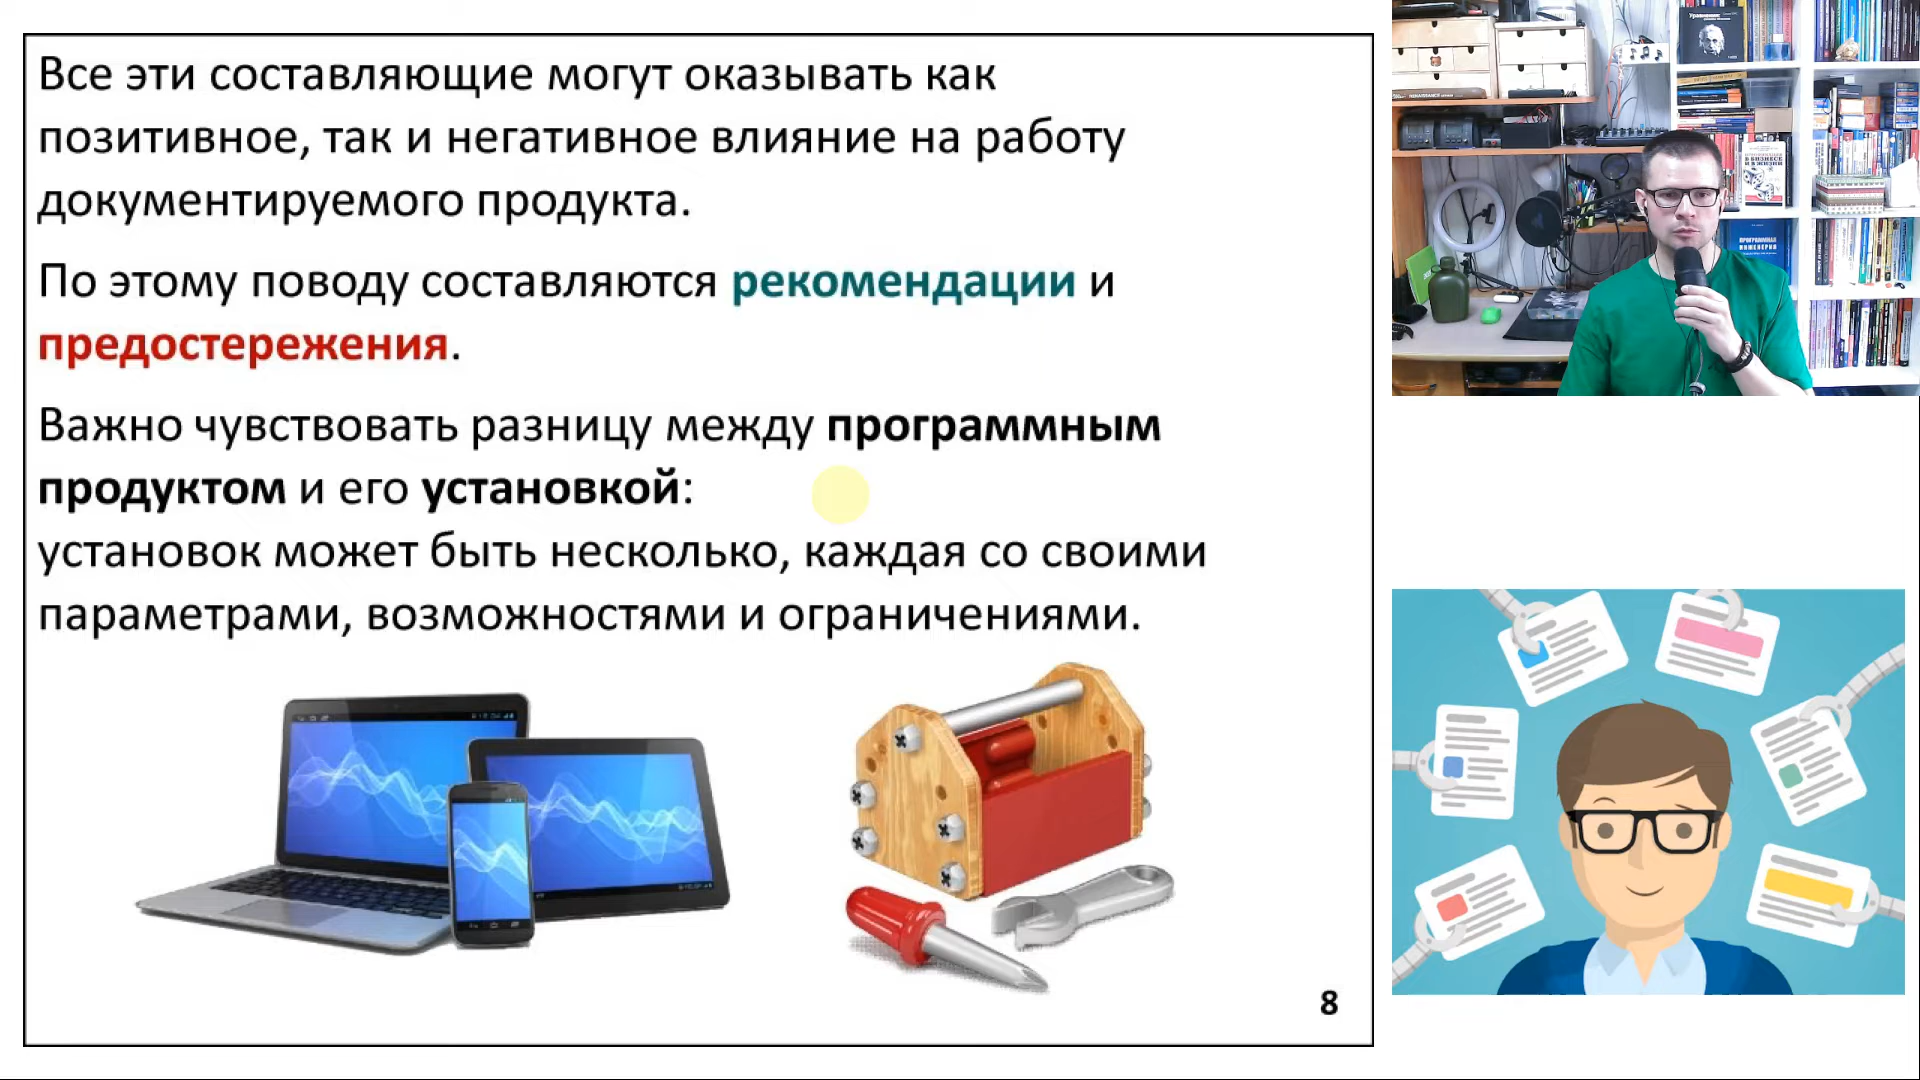 Все эти составляющие могут оказывать как
позитивное, так и негативное влияние на работу
документируемого продукта.
По этому поводу составляются рекомендации и
предостережения.
Важно чувствовать разницу между программным
продуктом и его установкой:
установок может быть несколько, каждая со своими
параметрами, возможностями и ограничениями.
8